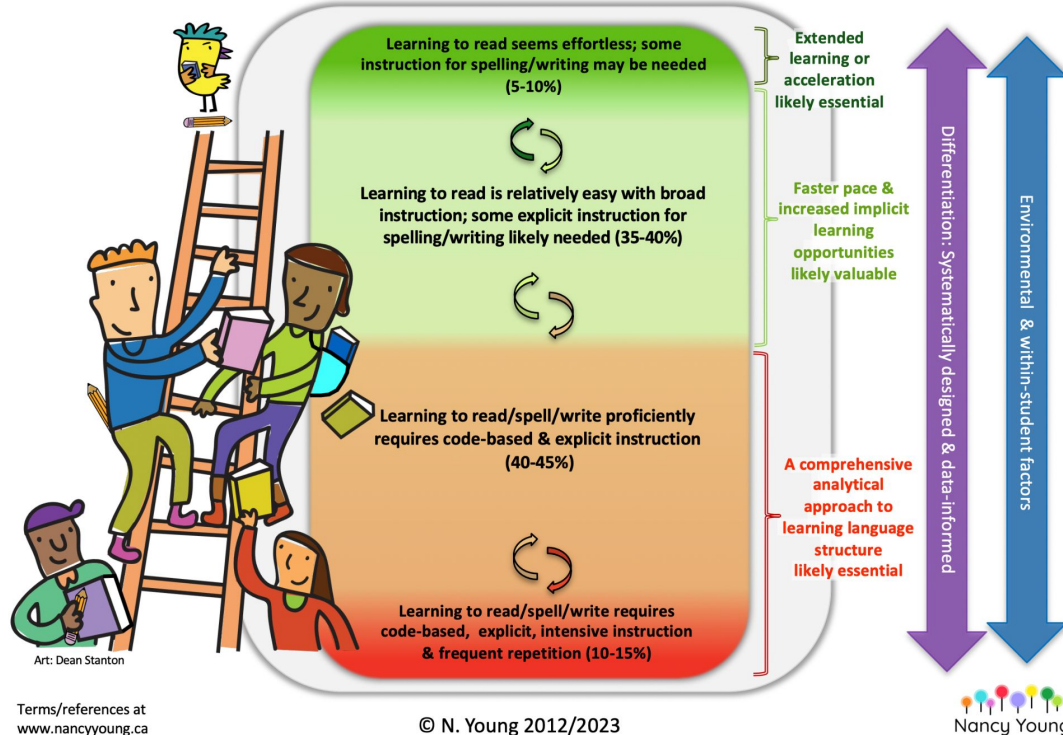 Learning to read seems effortless; some
instruction for spelling/writing may be needed
(5-10%)
Learning to read is relatively easy with broad
instruction; some explicit instruction for
spelling/writing likely needed (35-40%)
Learning to read/spell/write proficiently
requires code-based & explicit instruction
(40-45%)
Learning to read/spell/write requires
code-based, explicit, intensive instruction
& frequent repetition (10-15%)
Extended
learning or
acceleration
likely essential
Faster pace &
increased implicit
learning
opportunities
likely valuable
A comprehensive
analytical
approach to
learning language
structure
likely essential
Differentiation: Systematically designed & data-informed
Environmental & within-student factors
Art: Dean Stanton
Terms/references at
www.nancyyoung.ca
© N. Young 2012/2023
Nancy Young